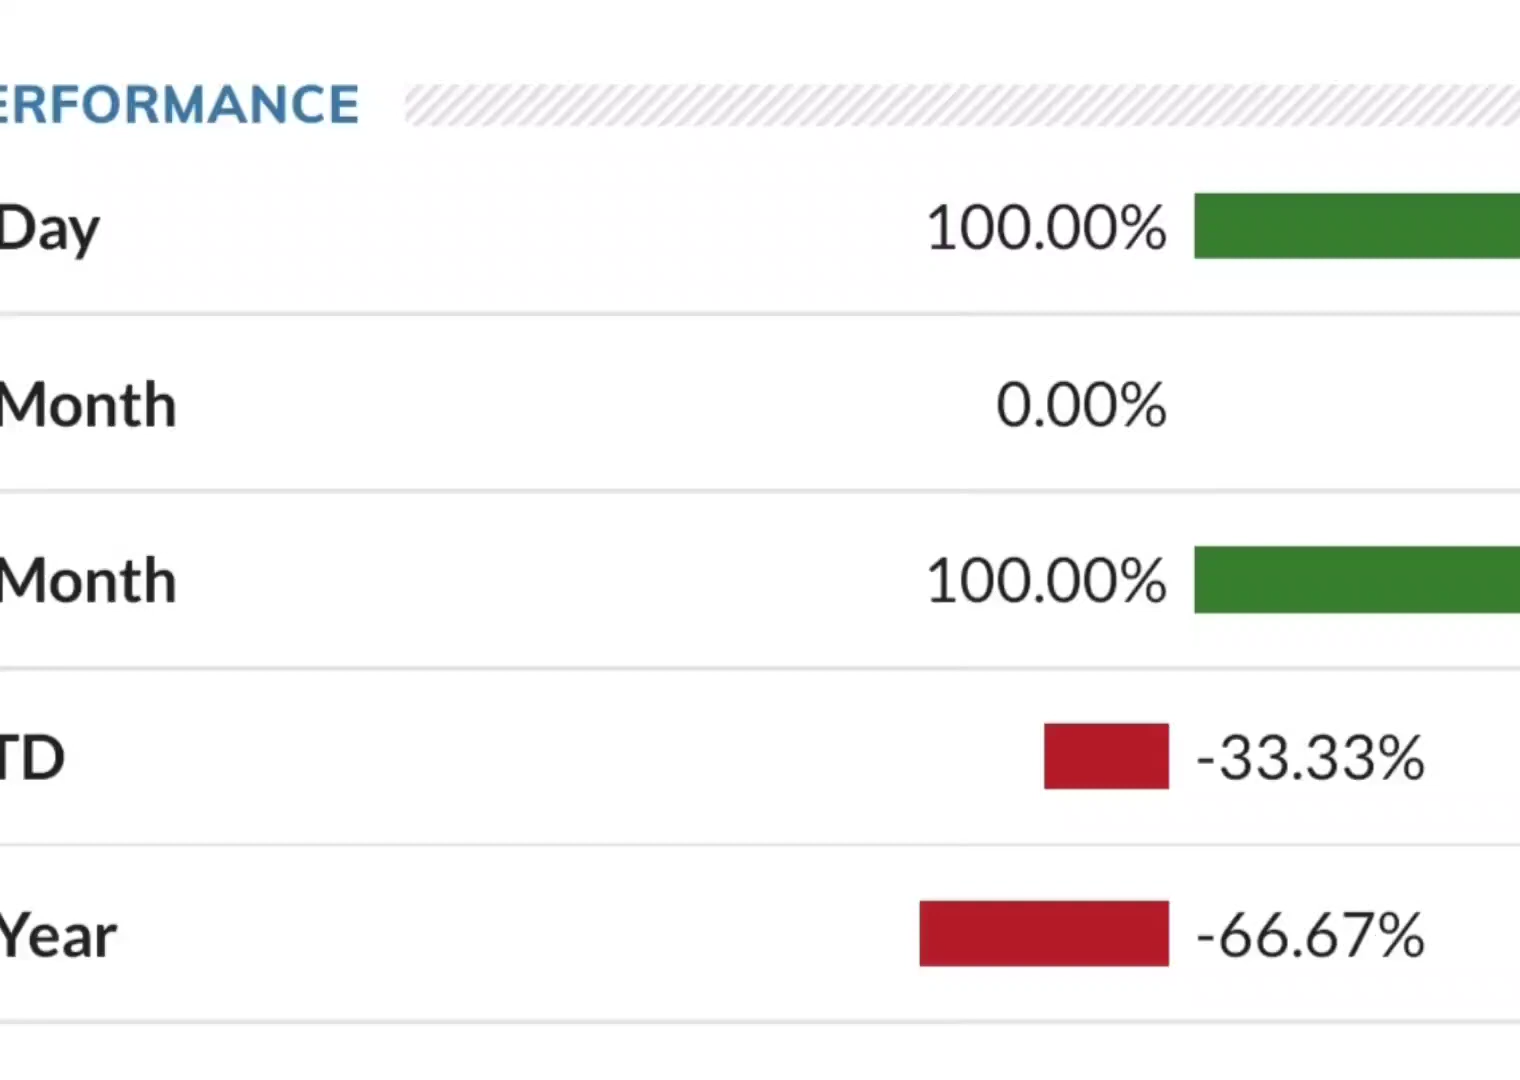 ERFORMANCE
Day 100.00%
Month 0.00%
Month 100.00%
TD -33.33%
Year -66.67%